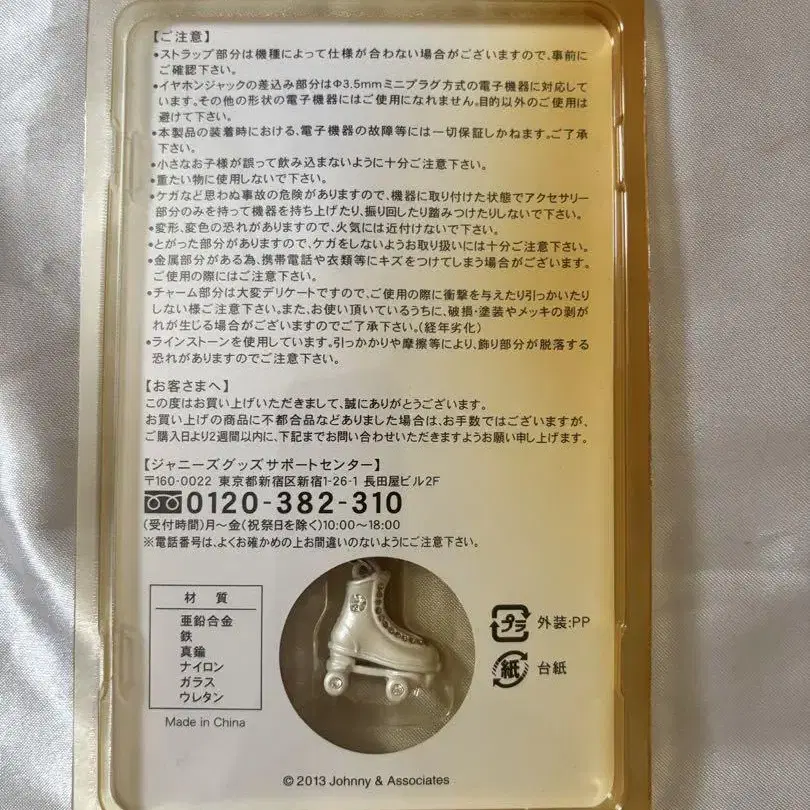 【ご注意】
•ストラップ部分は機種によって仕様が合わない場合がございますので、事前に
ご確認下さい。
•イヤホンジャックの差込み部分はΦ3.5mmミニプラグ方式の電子機器に対応して
います。その他の形状の電子機器にはご使用になれません。目的以外のご使用は
避けて下さい。
•本製品の装着時における、電子機器の故障等には一切保証しかねます。ご了承
下さい。
•小さなお子様が誤って飲み込まないように十分ご注意下さい。
•重たい物に使用しないで下さい。
•ケガなど思わぬ事故の危険がありますので、機器に取り付けた状態でアクセサリー
部分のみを持って機器を持ち上げたり、振り回したり踏みつけたりしないで下さい。
•変形、変色の恐れがありますので、火気には近付けないで下さい。
•とがった部分がありますので、ケガをしないようお取り扱いには十分ご注意下さい。
•金属部分がある為、携帯電話や衣類等にキズをつけてしまう場合がございます。
ご使用の際にはご注意下さい。
•チャーム部分は大変デリケートですので、ご使用の際に衝撃を与えたり引っかいたり
しない様ご注意下さい。また、お使い頂いているうちに、破損・塗装やメッキの剥が
れが生じる場合がございますのでご了承下さい。(経年劣化)
•ラインストーンを使用しています。引っかかりや摩擦等により、飾り部分が脱落する
恐れがありますのでご注意下さい。
【お客さまへ】
この度はお買い上げいただきまして、誠にありがとうございます。
お買い上げの商品に不都合品などありました場合は、お手数ではございますが、
ご購入日より2週間以内に、下記までお問い合わせいただきますようお願い申し上げます。
【ジャニーズグッズサポートセンター】
〒160-0022 東京都新宿区新宿1-26-1 長田屋ビル2F
0120-382-310
(受付時間)月〜金(祝祭日を除く)10:00〜18:00
※電話番号は、よくお確かめの上お間違いのないようにご注意下さい。
材 質
亜鉛合金
鉄
真鍮
ナイロン
ガラス
ウレタン
Made in China
プラ 外装:PP
紙 台紙
© 2013 Johnny & Associates